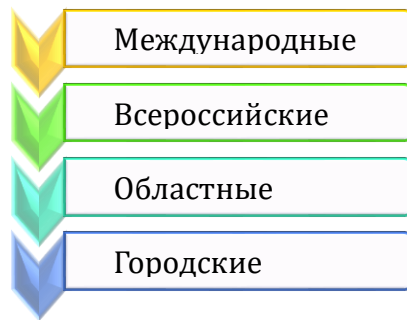 Международные
Всероссийские
Областные
Городские